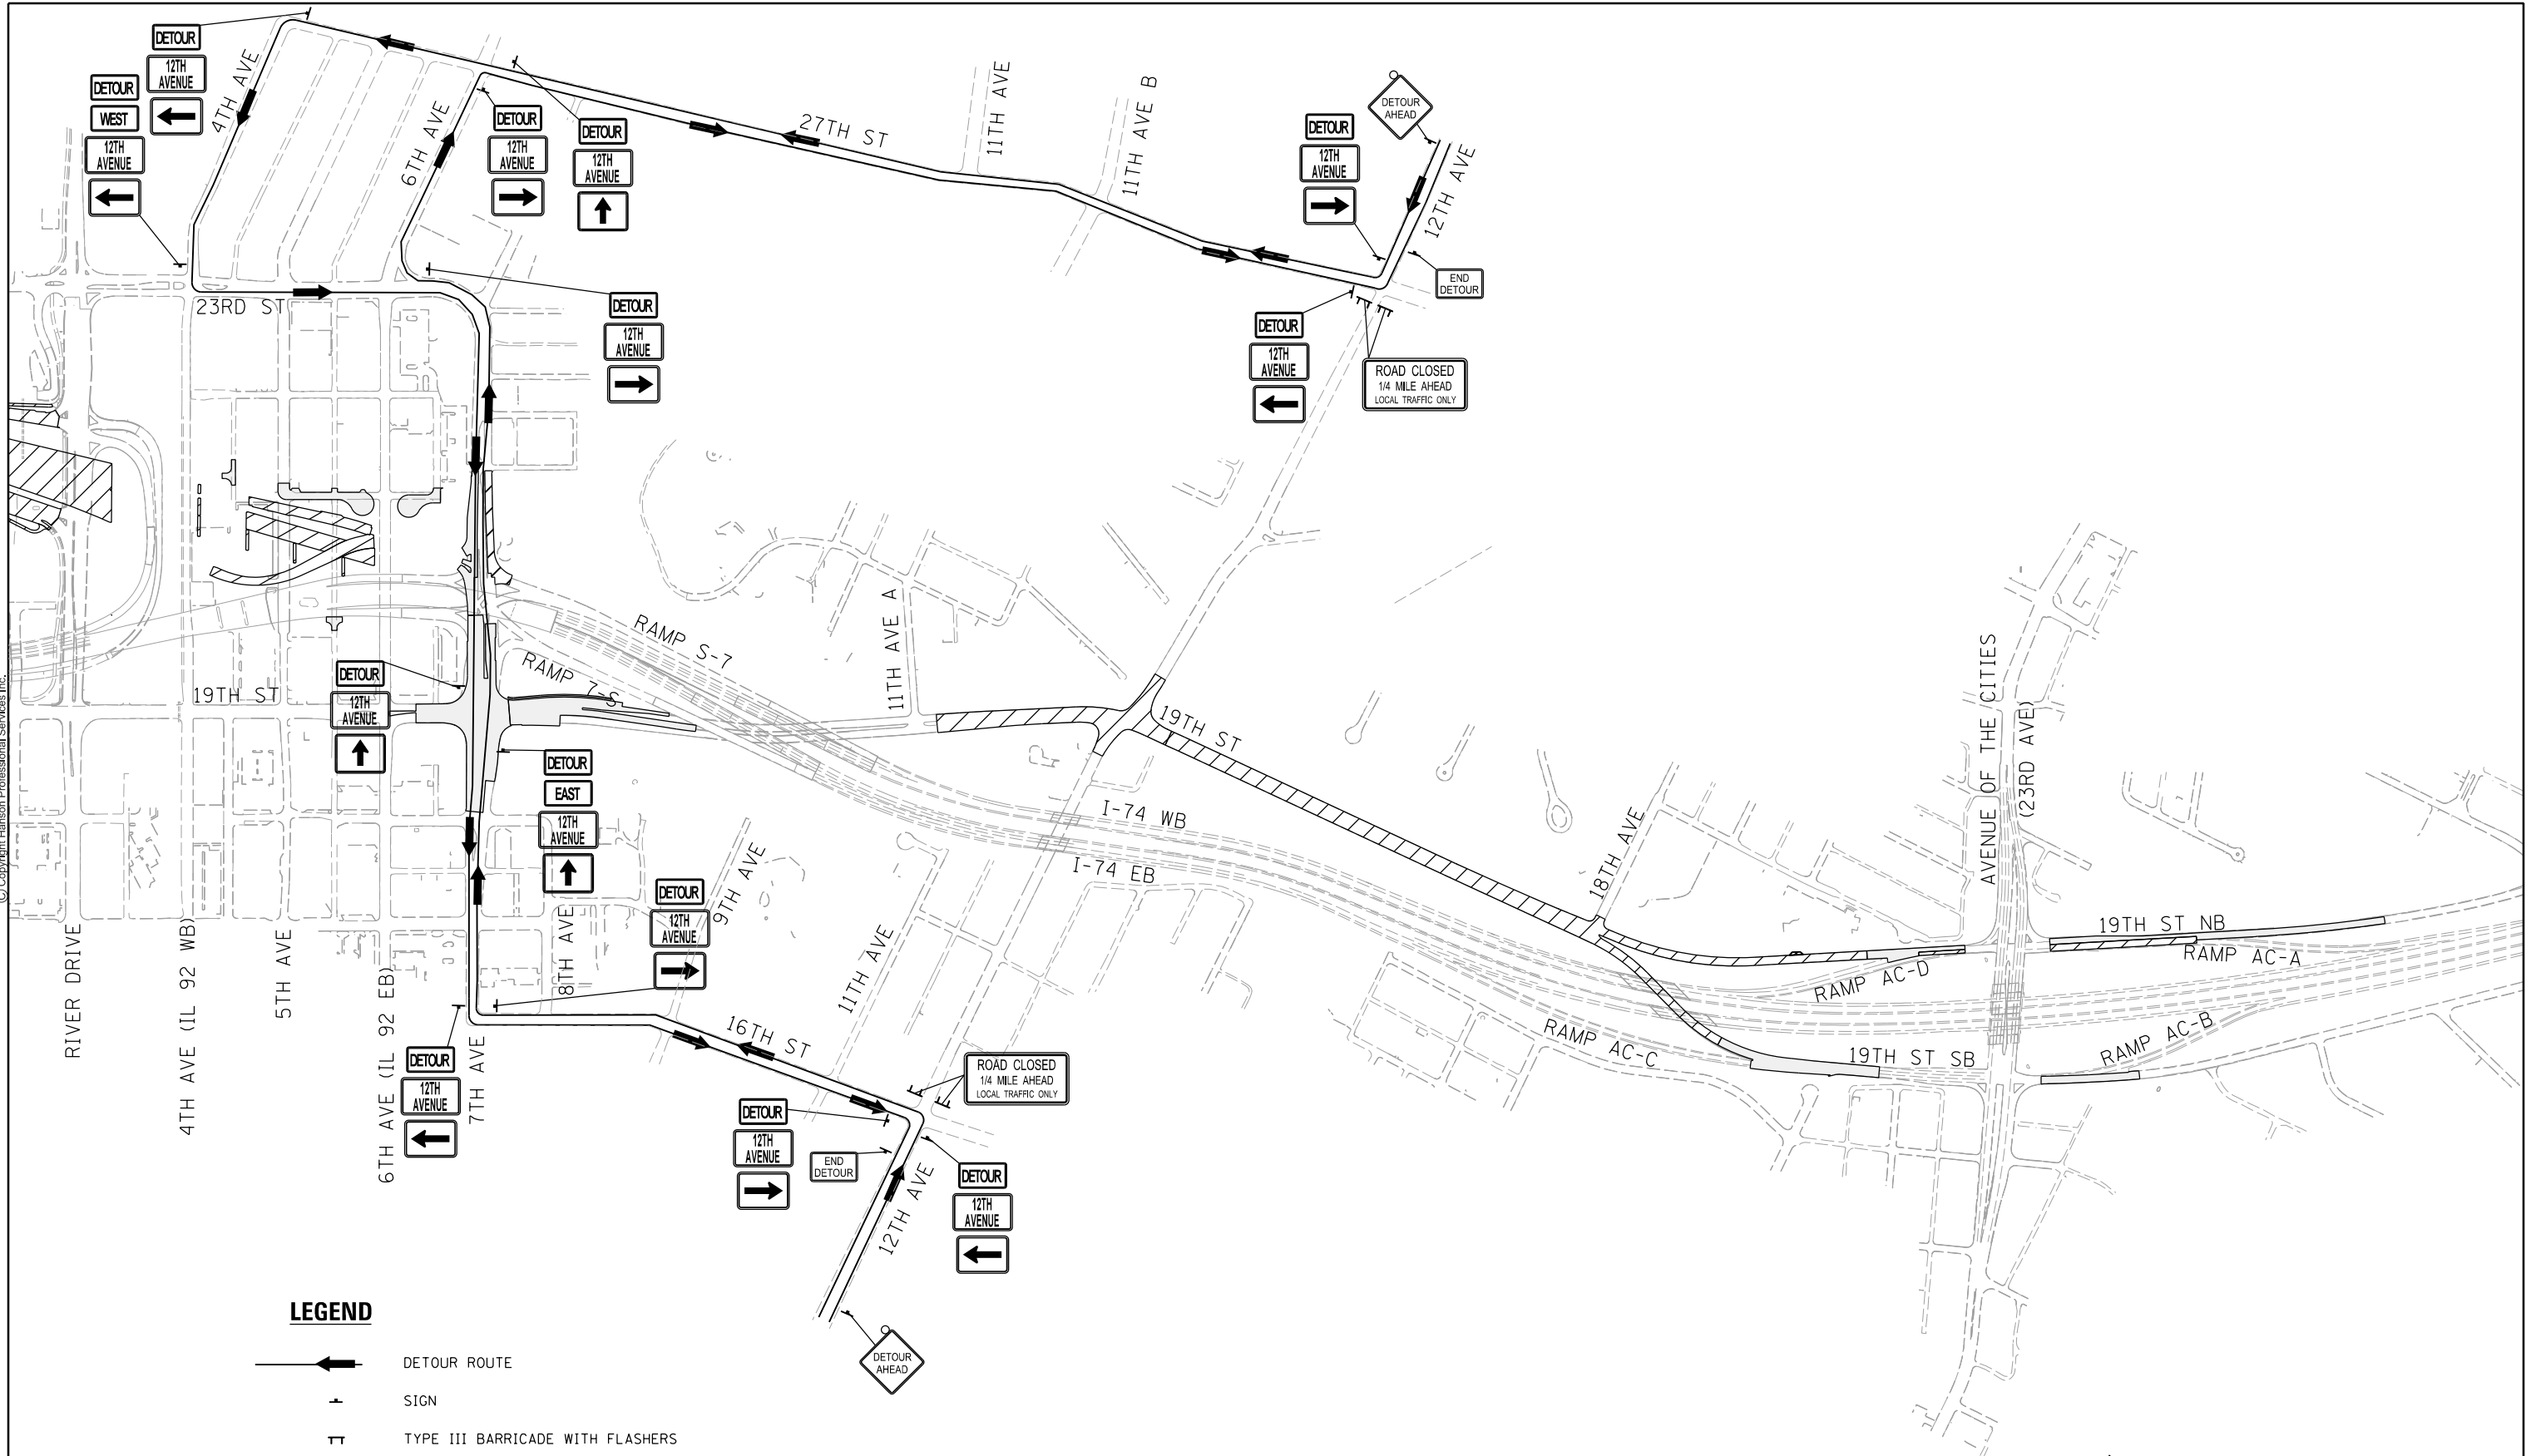 DETOUR
12TH
AVENUE
DETOUR
WEST
12TH
AVENUE
4TH AVE
6TH AVE
DETOUR
12TH
AVENUE
DETOUR
12TH
AVENUE
27TH ST
11TH AVE
11TH AVE B
DETOUR
AHEAD
DETOUR
12TH
AVENUE
12TH AVE
END
DETOUR
23RD ST
DETOUR
12TH
AVENUE
DETOUR
12TH
AVENUE
ROAD CLOSED
1/4 MILE AHEAD
LOCAL TRAFFIC ONLY
RAMP S-7
RAMP 7-S
11TH AVE A
19TH ST
DETOUR
12TH
AVENUE
19TH ST
AVENUE OF THE CITIES
(23RD AVE)
DETOUR
EAST
12TH
AVENUE
I-74 WB
I-74 EB
18TH AVE
DETOUR
12TH
AVENUE
9TH AVE
8TH AVE
11TH AVE
19TH ST NB
RAMP AC-A
RAMP AC-D
RAMP AC-C
19TH ST SB
RAMP AC-B
RIVER DRIVE
4TH AVE (IL 92 WB)
5TH AVE
6TH AVE (IL 92 EB)
7TH AVE
DETOUR
12TH
AVENUE
16TH ST
ROAD CLOSED
1/4 MILE AHEAD
LOCAL TRAFFIC ONLY
DETOUR
12TH
AVENUE
END
DETOUR
12TH AVE
DETOUR
12TH
AVENUE
DETOUR
AHEAD
LEGEND
DETOUR ROUTE
SIGN
TYPE III BARRICADE WITH FLASHERS
(C) Copyright Hanson Professional Services Inc.